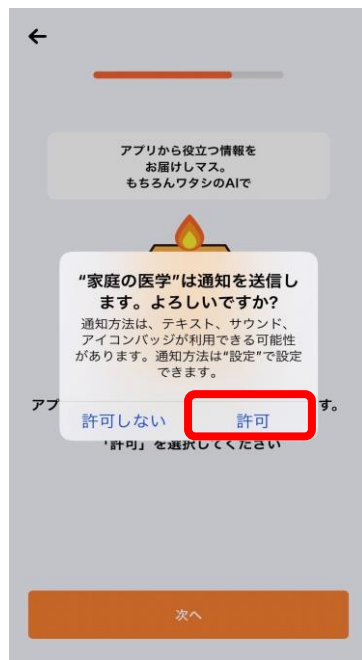 アプリから役立つ情報を
お届けしマス。
もちろんワタシのAIで
“家庭の医学”は通知を送信し
ます。よろしいですか?
通知方法は、テキスト、サウンド、
アイコンバッジが利用できる可能性
があります。通知方法は“設定”で設定
できます。
アプ
す。
許可しない
許可
「許可」を選択してください
次へ